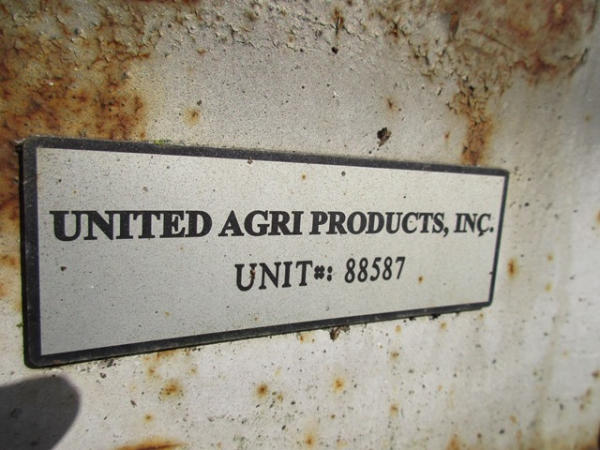 UNITED AGRI PRODUCTS, INC.
UNIT#: 88587